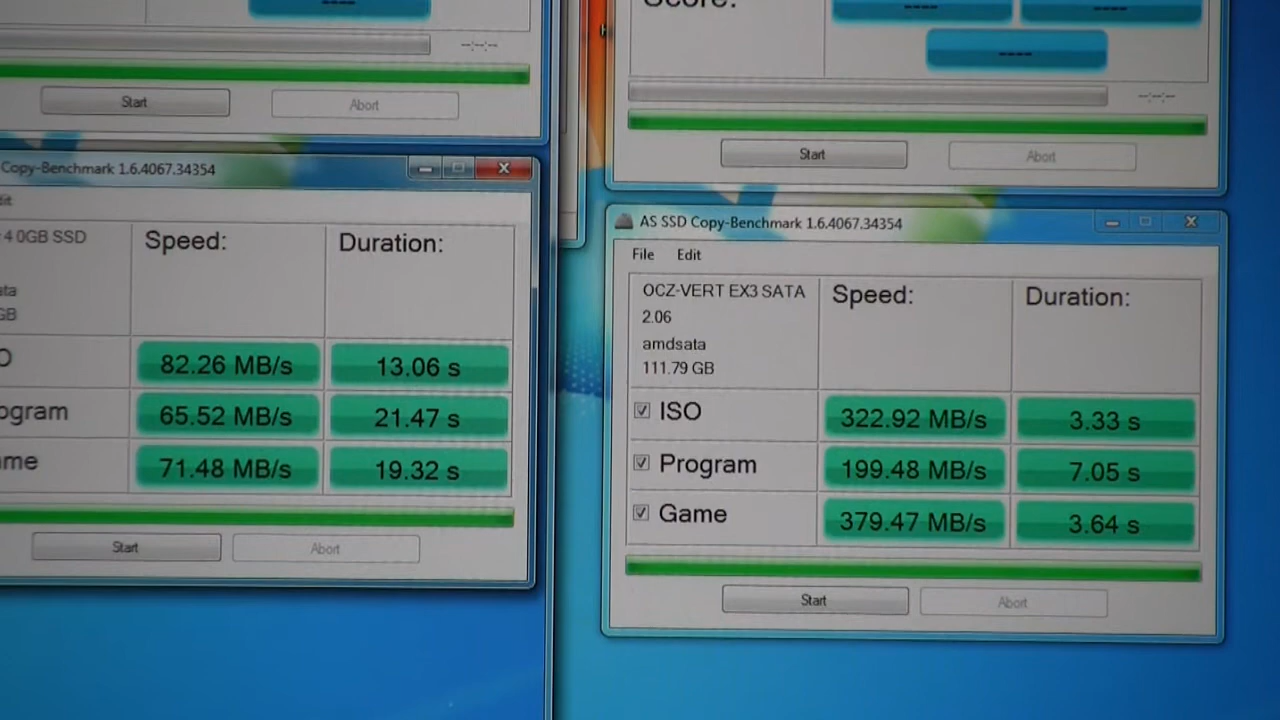 ----
--:--:--
Start
Abort
Copy-Benchmark 1.6.4067.34354
4 0GB SSD
Speed:
Duration:
82.26 MB/s
13.06 s
ogram
65.52 MB/s
21.47 s
me
71.48 MB/s
19.32 s
Start
Abort
Score:
----
----
----
--:--:--
Start
Abort
AS SSD Copy-Benchmark 1.6.4067.34354
File Edit
OCZ-VERT EX3 SATA
2.06
amdsata
111.79 GB
Speed:
Duration:
ISO
322.92 MB/s
3.33 s
Program
199.48 MB/s
7.05 s
Game
379.47 MB/s
3.64 s
Start
Abort